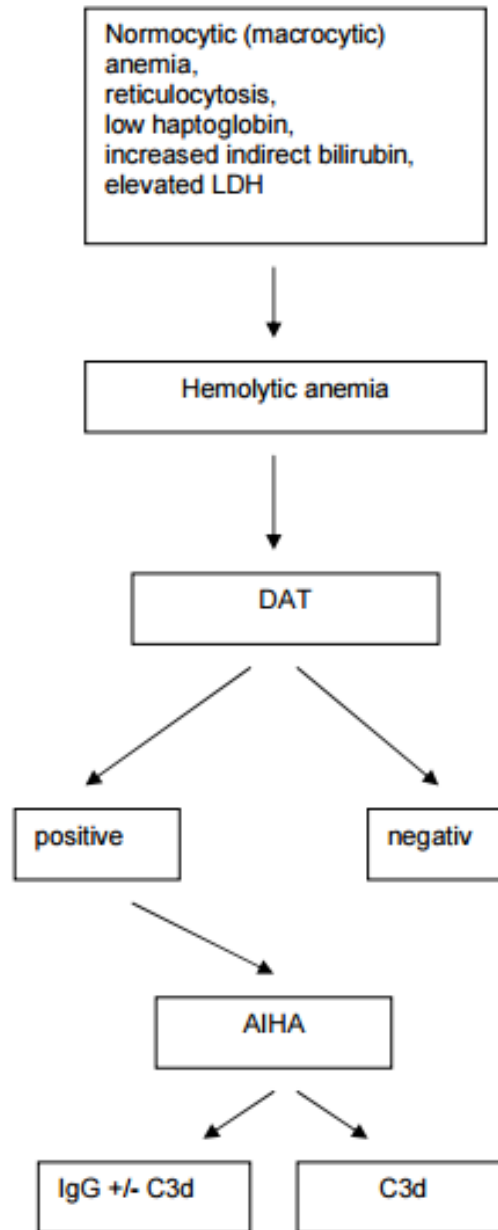 Normocytic (macrocytic)
anemia,
reticulocytosis,
low haptoglobin,
increased indirect bilirubin,
elevated LDH
Hemolytic anemia
DAT
positive
negativ
AIHA
IgG +/- C3d
C3d